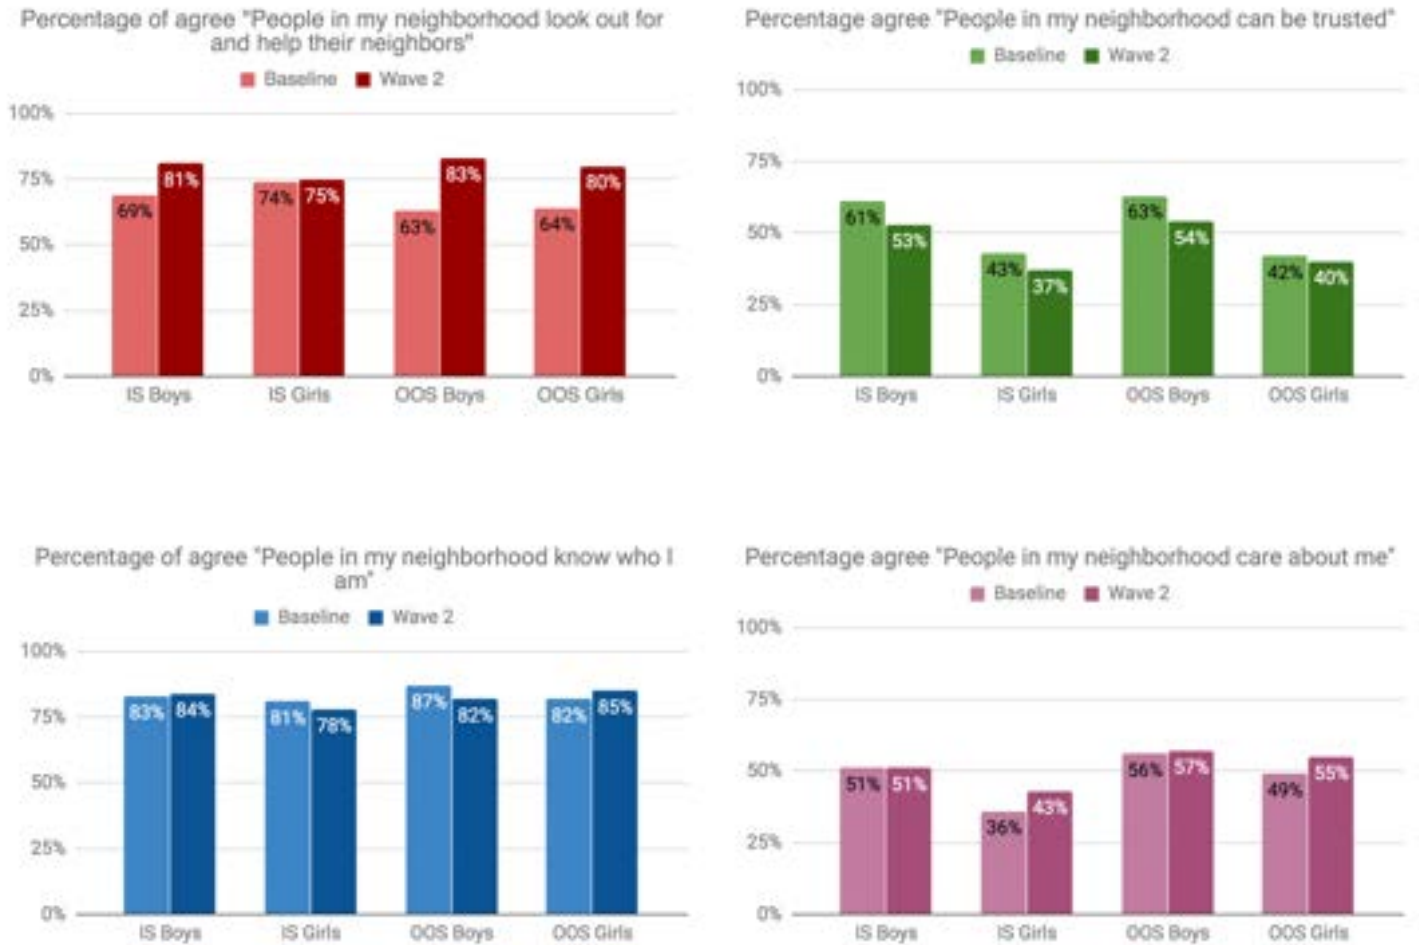 Percentage of agree "People in my neighborhood look out for
and help their neighbors"
Baseline Wave 2
100%
75%
50%
25%
0%
69% 81% 74% 75% 63% 83% 64% 80%
IS Boys IS Girls OOS Boys OOS Girls
Percentage agree "People in my neighborhood can be trusted"
Baseline Wave 2
100%
75%
50%
25%
0%
61% 53% 43% 37% 63% 54% 42% 40%
IS Boys IS Girls OOS Boys OOS Girls
Percentage of agree "People in my neighborhood know who I
am"
Baseline Wave 2
100%
75%
50%
25%
0%
83% 84% 81% 78% 87% 82% 82% 85%
IS Boys IS Girls OOS Boys OOS Girls
Percentage agree "People in my neighborhood care about me"
Baseline Wave 2
100%
75%
50%
25%
0%
51% 51% 36% 43% 56% 57% 49% 55%
IS Boys IS Girls OOS Boys OOS Girls